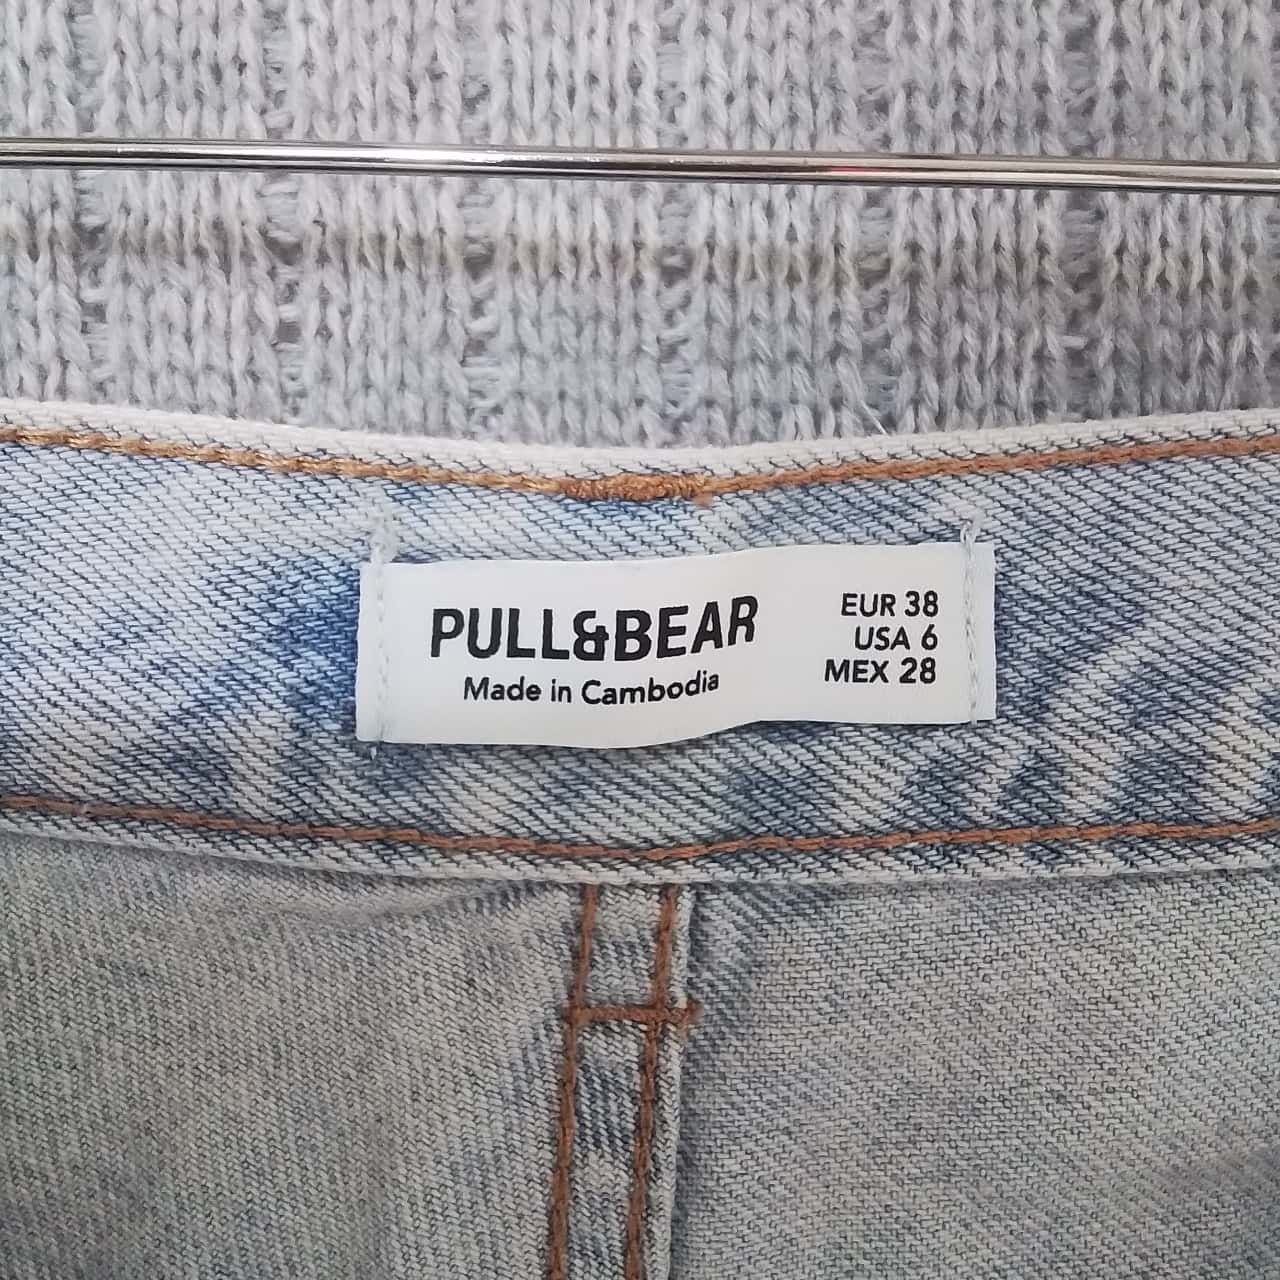 PULL&BEAR
Made in Cambodia
EUR 38
USA 6
MEX 28